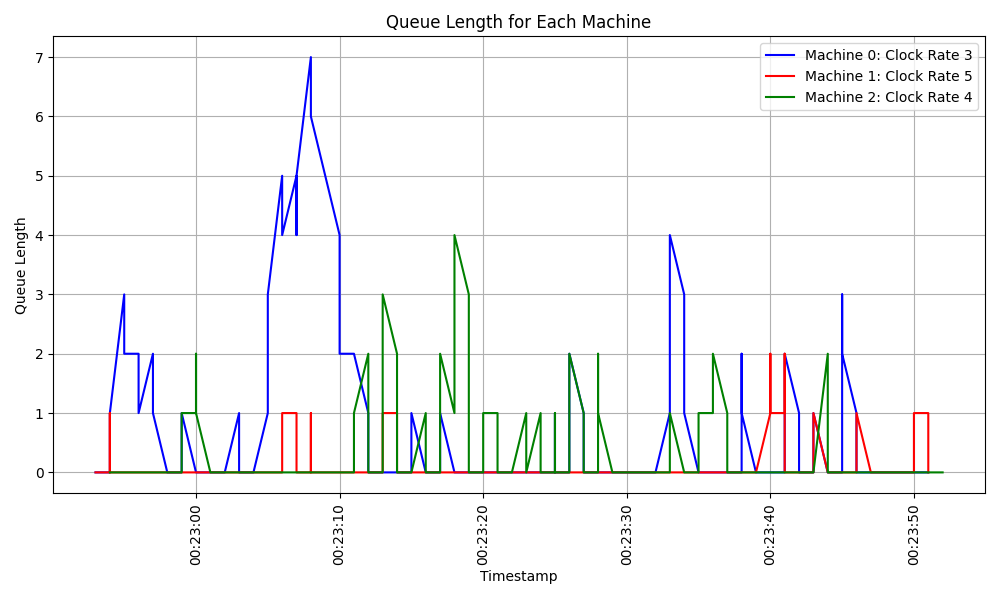 Queue Length for Each Machine
Machine 0: Clock Rate 3
Machine 1: Clock Rate 5
Machine 2: Clock Rate 4
Queue Length
7
6
5
4
3
2
1
0
00:23:00
00:23:10
00:23:20
00:23:30
00:23:40
00:23:50
Timestamp